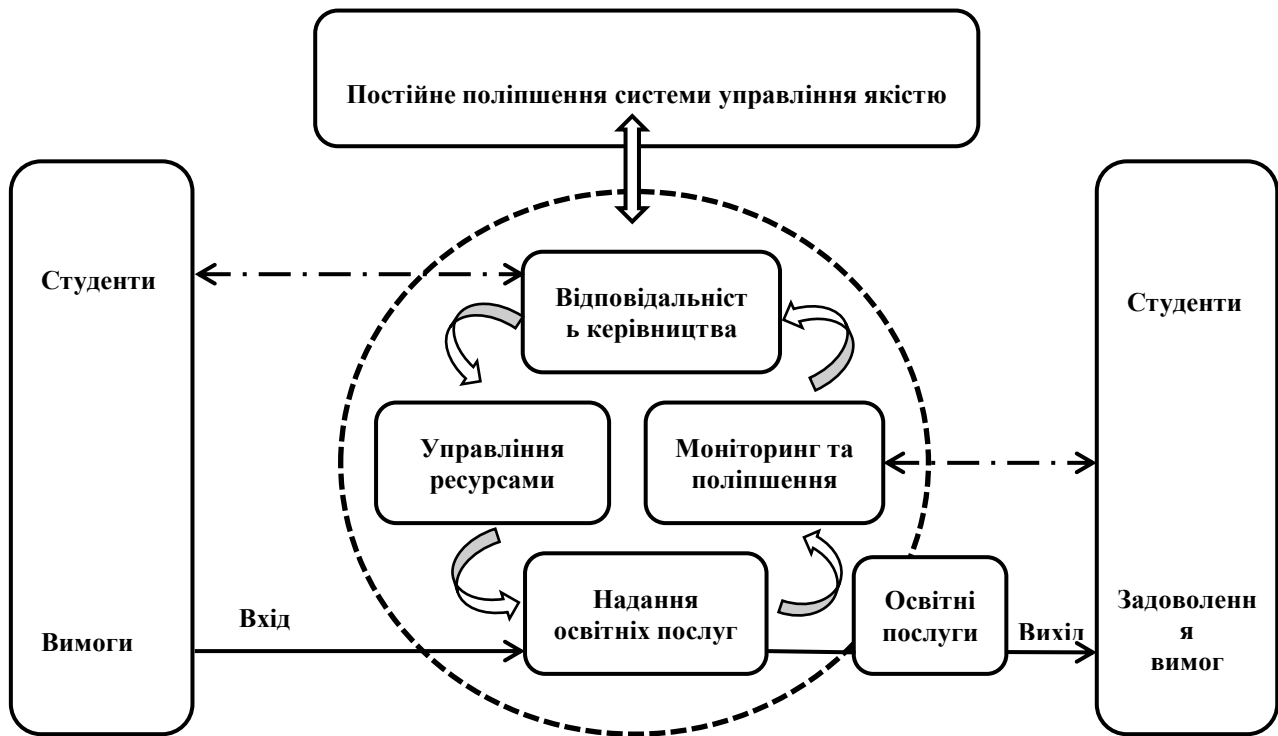 Постійне поліпшення системи управління якістю
Студенти
Вимоги
Відповідальніст
ь керівництва
Управління
ресурсами
Моніторинг та
поліпшення
Вхід
Надання
освітніх послуг
Освітні
послуги
Вихід
Студенти
Задоволенн
я
вимог